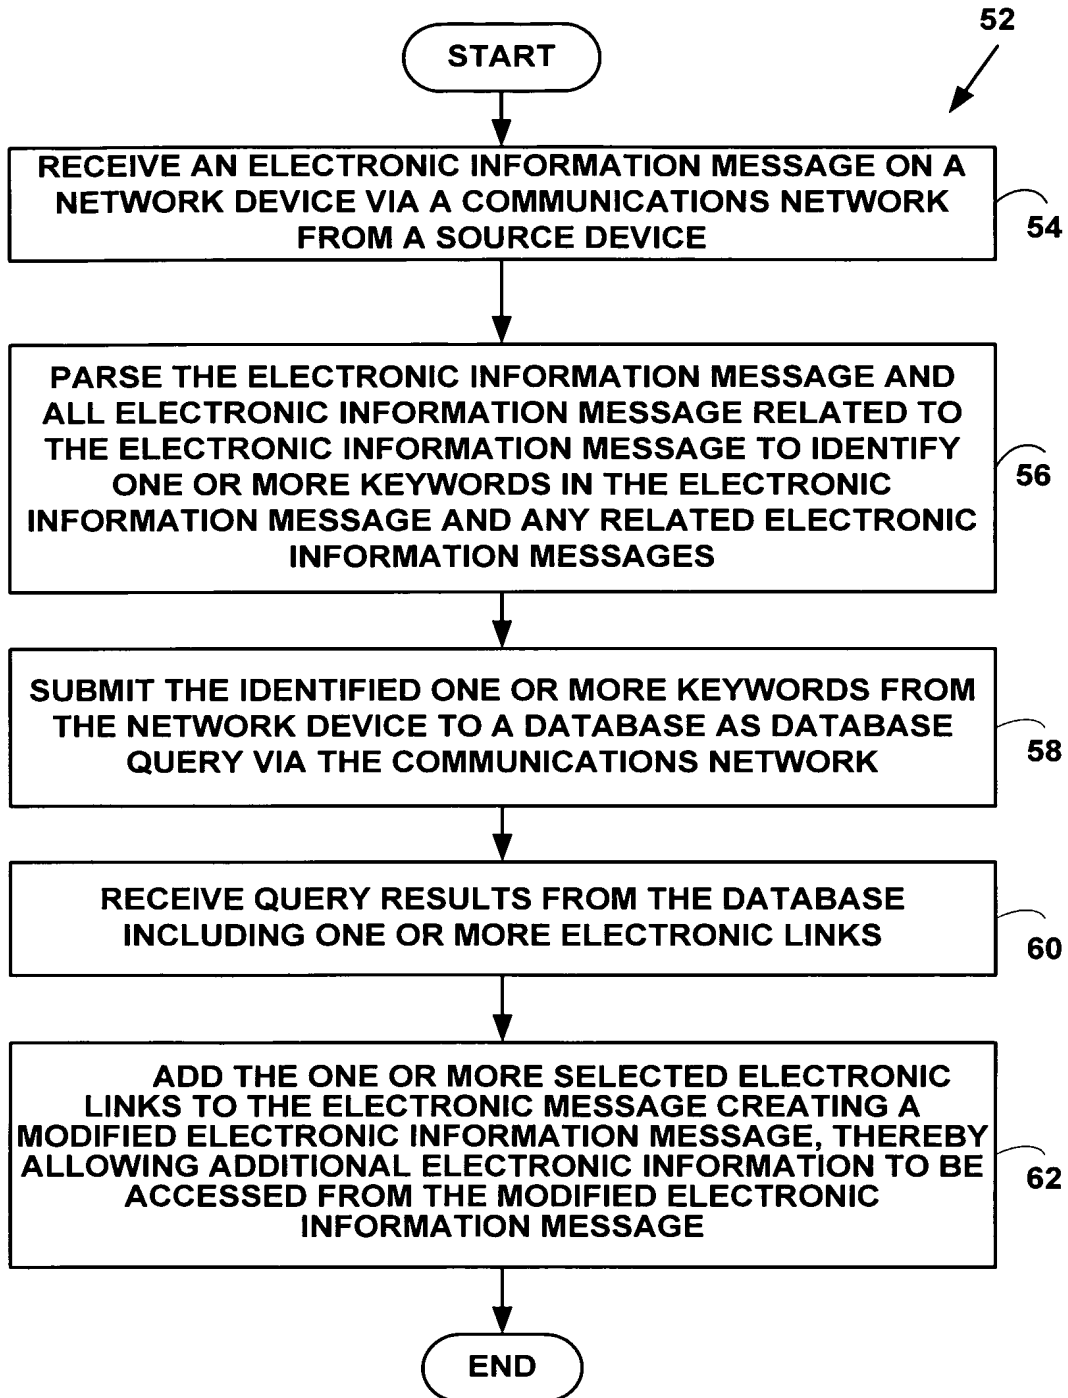 52
START
RECEIVE AN ELECTRONIC INFORMATION MESSAGE ON A
NETWORK DEVICE VIA A COMMUNICATIONS NETWORK
FROM A SOURCE DEVICE
54
PARSE THE ELECTRONIC INFORMATION MESSAGE AND
ALL ELECTRONIC INFORMATION MESSAGE RELATED TO
THE ELECTRONIC INFORMATION MESSAGE TO IDENTIFY
ONE OR MORE KEYWORDS IN THE ELECTRONIC
INFORMATION MESSAGE AND ANY RELATED ELECTRONIC
INFORMATION MESSAGES
56
SUBMIT THE IDENTIFIED ONE OR MORE KEYWORDS FROM
THE NETWORK DEVICE TO A DATABASE AS DATABASE
QUERY VIA THE COMMUNICATIONS NETWORK
58
RECEIVE QUERY RESULTS FROM THE DATABASE
INCLUDING ONE OR MORE ELECTRONIC LINKS
60
ADD THE ONE OR MORE SELECTED ELECTRONIC
LINKS TO THE ELECTRONIC MESSAGE CREATING A
MODIFIED ELECTRONIC INFORMATION MESSAGE, THEREBY
ALLOWING ADDITIONAL ELECTRONIC INFORMATION TO BE
ACCESSED FROM THE MODIFIED ELECTRONIC
INFORMATION MESSAGE
62
END